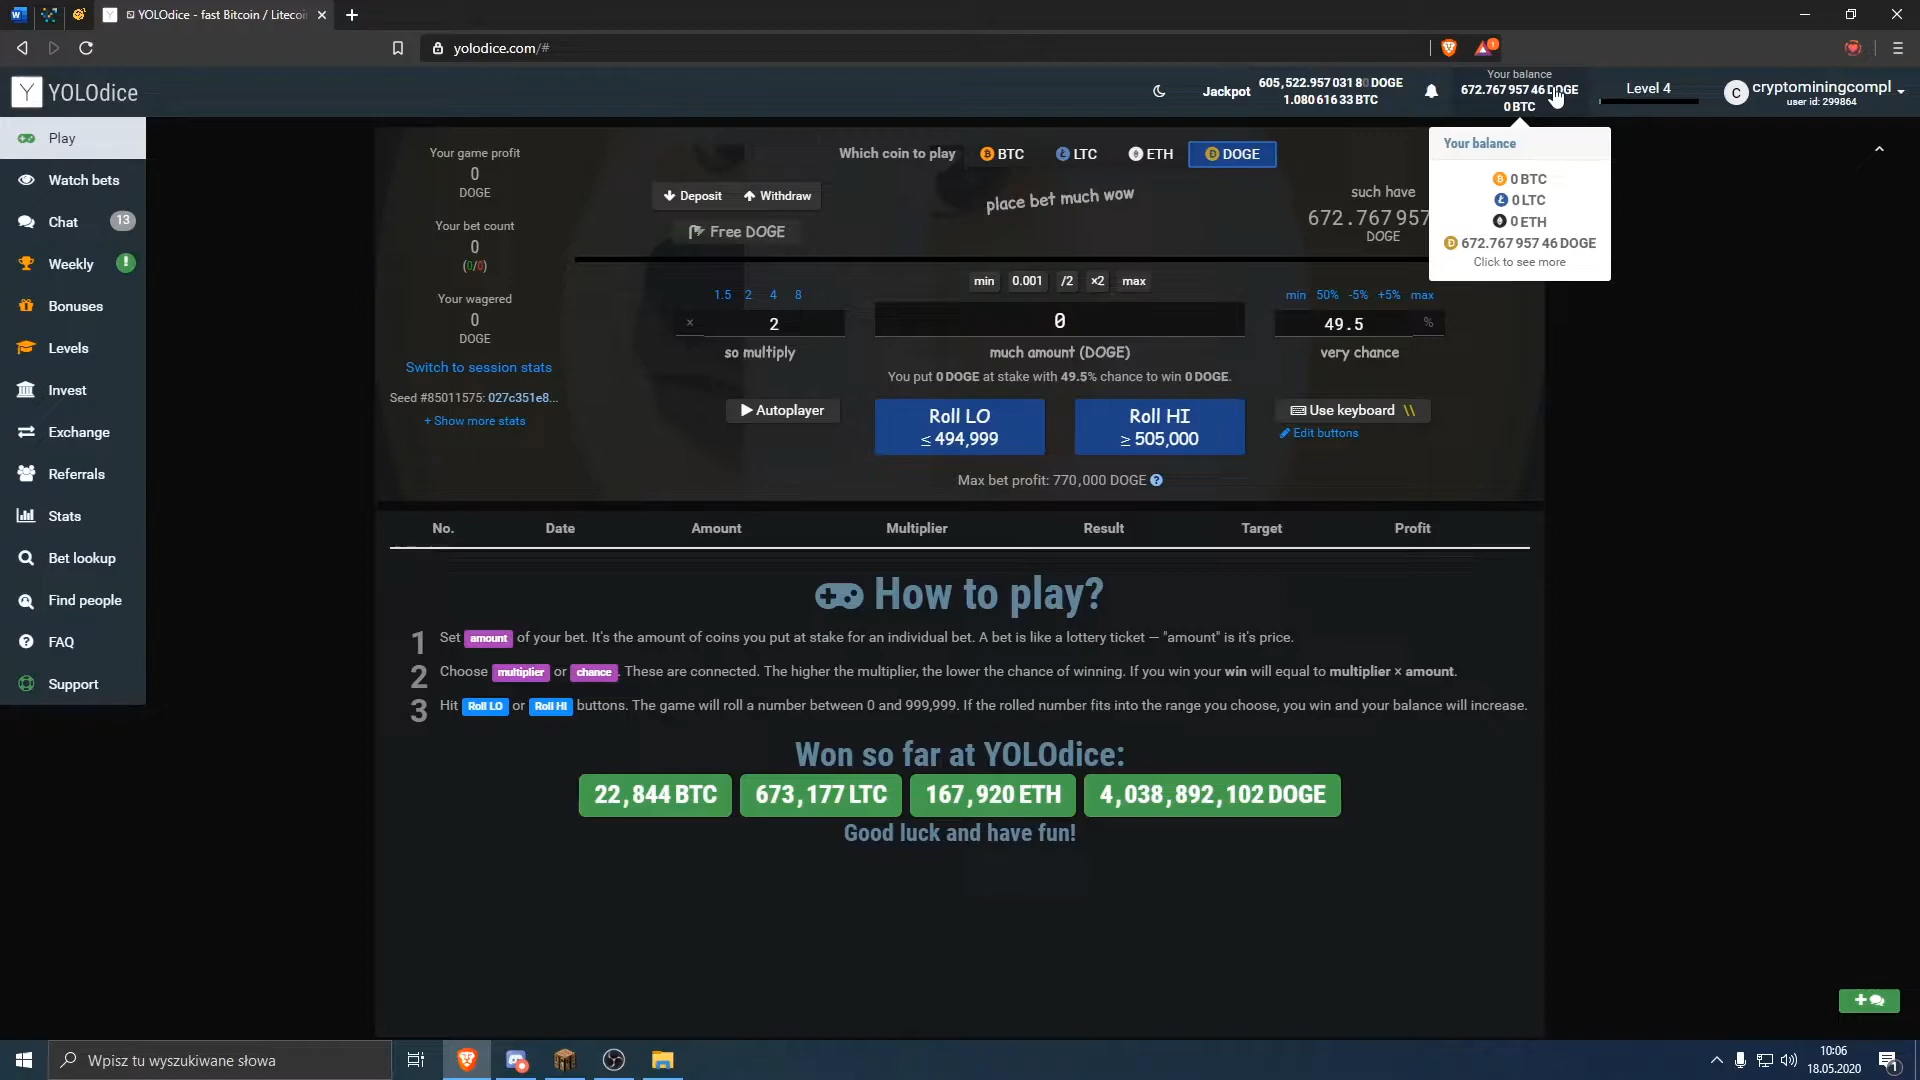 YOLOdice - fast Bitcoin / Liteco
yolodice.com/#
1
YOLOdice
Jackpot
605,522.957 031 80 DOGE
1.080 616 33 BTC
Your balance
672.767 957 46 DOGE
0 BTC
Level 4
C
cryptominingcompl
user id: 299864
Play
Watch bets
Chat 13
Weekly !
Bonuses
Levels
Invest
Exchange
Referrals
Stats
Bet lookup
Find people
FAQ
Support
Your game profit
0
DOGE
Your bet count
0
(0/0)
Your wagered
0
DOGE
Switch to session stats
Seed #85011575: 027c351e8...
+ Show more stats
Which coin to play BTC LTC ETH DOGE
Deposit Withdraw
Free DOGE
place bet much wow
such have
672.767 957
DOGE
Your balance
0 BTC
0 LTC
0 ETH
672.767 957 46 DOGE
Click to see more
min 0.001 /2 ×2 max
1.5 2 4 8
min 50% -5% +5% max
× 2
0
49.5 %
so multiply
much amount (DOGE)
very chance
You put 0 DOGE at stake with 49.5% chance to win 0 DOGE.
Autoplayer
Roll LO
≤ 494,999
Roll HI
≥ 505,000
Use keyboard \\
Edit buttons
Max bet profit: 770,000 DOGE ?
No. Date Amount Multiplier Result Target Profit
How to play?
1 Set amount of your bet. It's the amount of coins you put at stake for an individual bet. A bet is like a lottery ticket — "amount" is it's price.
2 Choose multiplier or chance. These are connected. The higher the multiplier, the lower the chance of winning. If you win your win will equal to multiplier × amount.
3 Hit Roll LO or Roll HI buttons. The game will roll a number between 0 and 999,999. If the rolled number fits into the range you choose, you win and your balance will increase.
Won so far at YOLOdice:
22,844 BTC 673,177 LTC 167,920 ETH 4,038,892,102 DOGE
Good luck and have fun!
Wpisz tu wyszukiwane słowa
10:06
18.05.2020
1